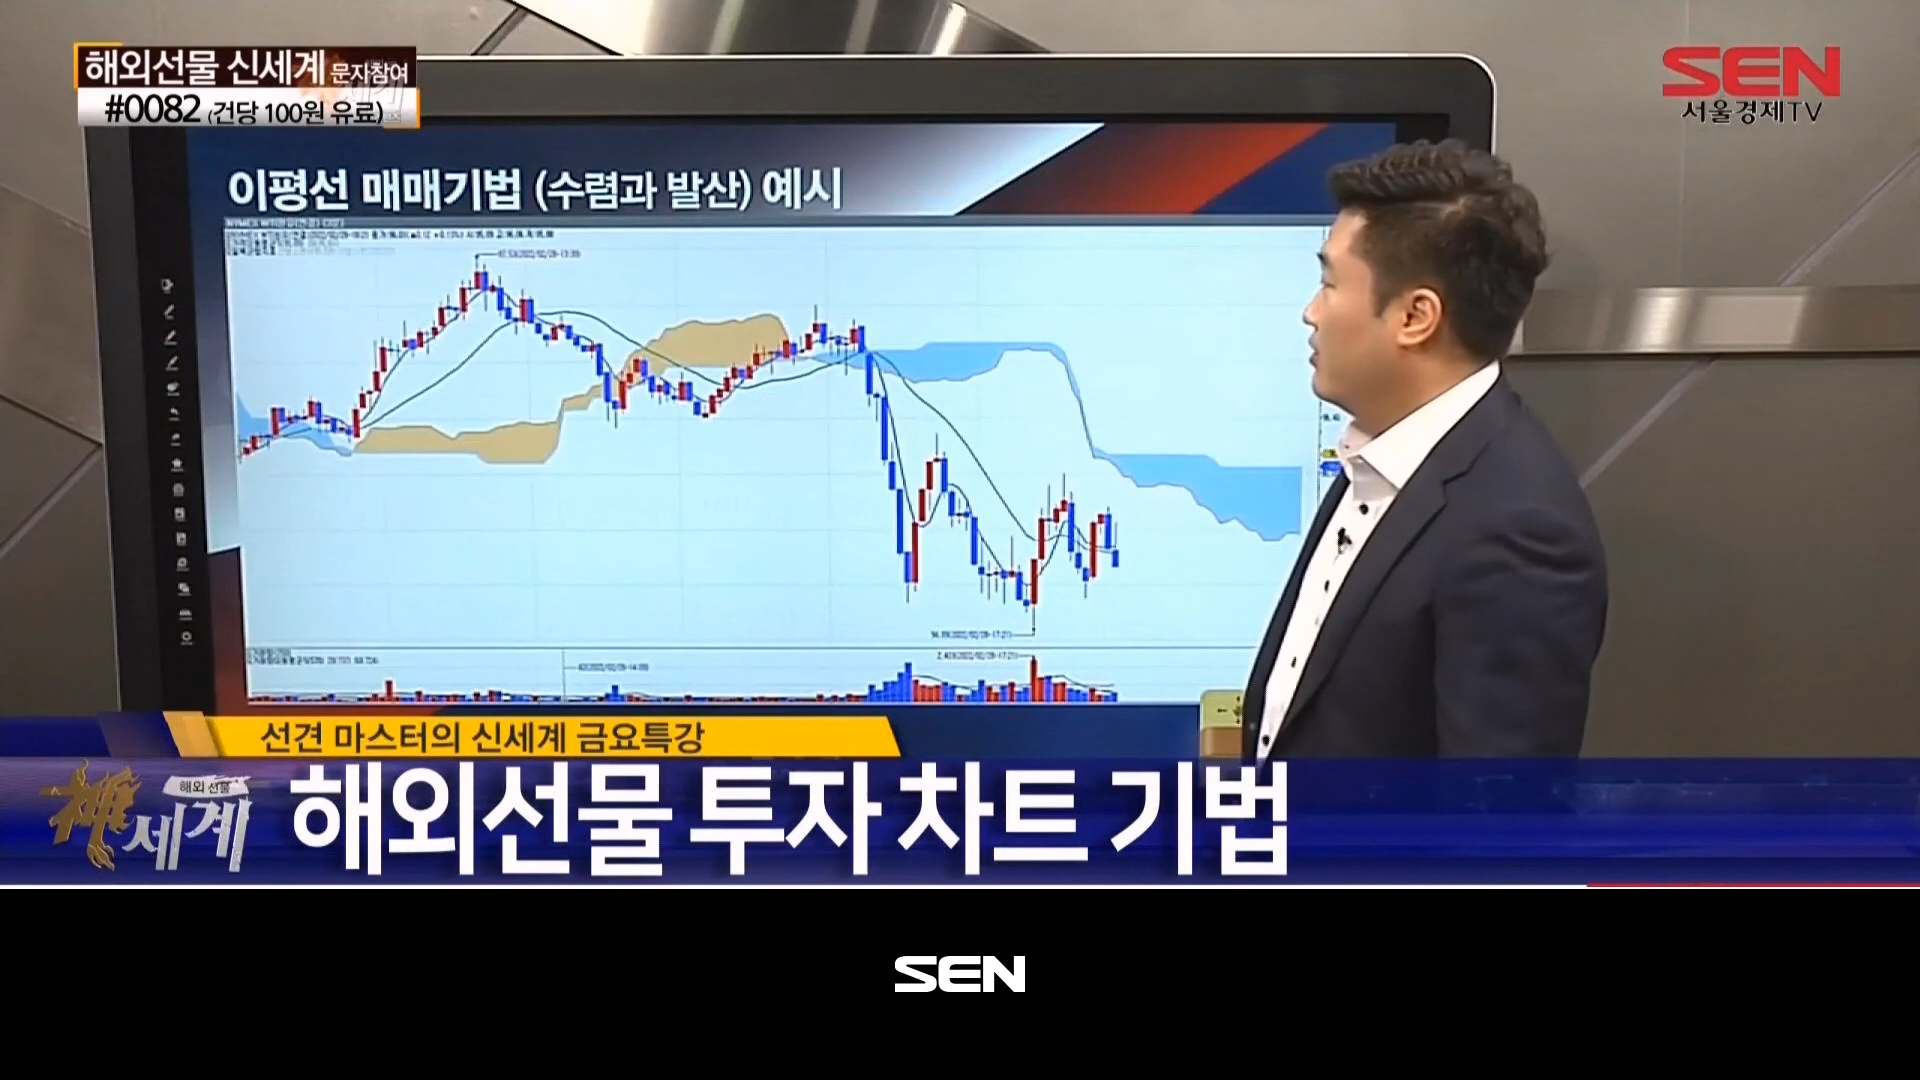 해외선물 신세계 문자참여
#0082 (건당 100원 유료)
SEN
서울경제TV
이평선 매매기법 (수렴과 발산) 예시
선견 마스터의 신세계 금요특강
해외 선물
神세계
해외선물 투자 차트 기법
SEN